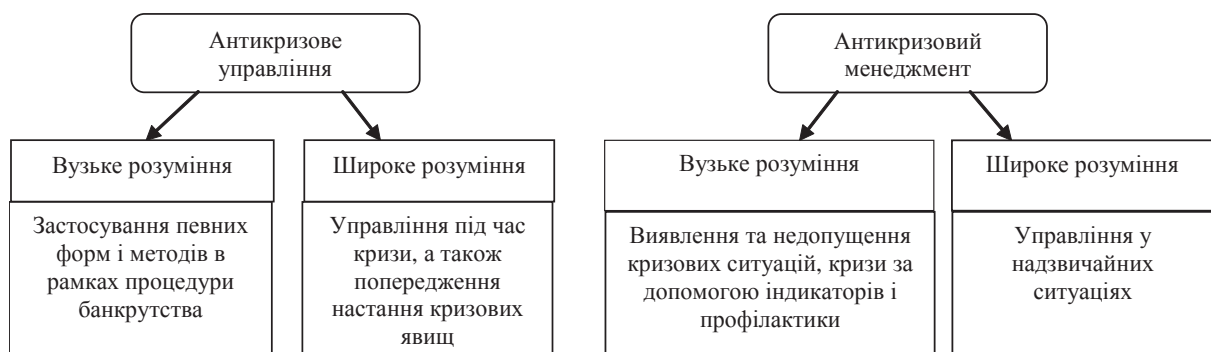 Антикризове
управління
Вузьке розуміння
Застосування певних
форм і методів в
рамках процедури
банкрутства
Широке розуміння
Управління під час
кризи, а також
попередження
настання кризових
явищ
Антикризовий
менеджмент
Вузьке розуміння
Виявлення та недопущення
кризових ситуацій, кризи за
допомогою індикаторів і
профілактики
Широке розуміння
Управління у
надзвичайних
ситуаціях